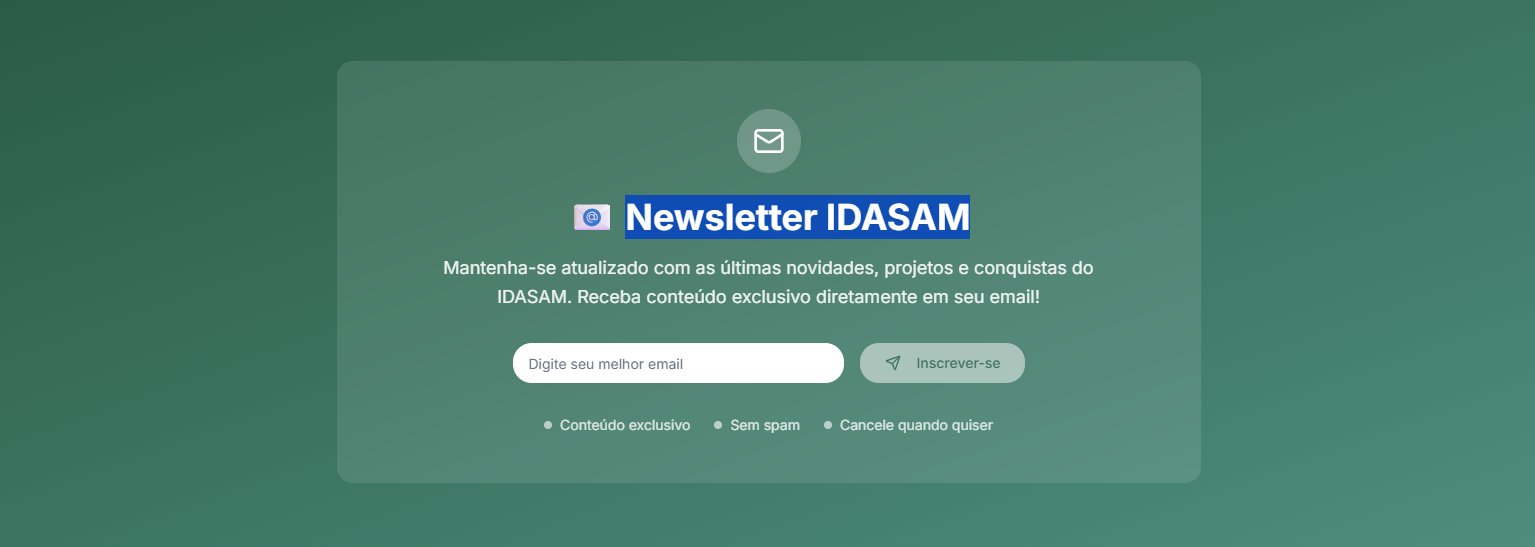 Newsletter IDASAM
Mantenha-se atualizado com as últimas novidades, projetos e conquistas do
IDASAM. Receba conteúdo exclusivo diretamente em seu email!
Digite seu melhor email
Inscrever-se
Conteúdo exclusivo
Sem spam
Cancele quando quiser